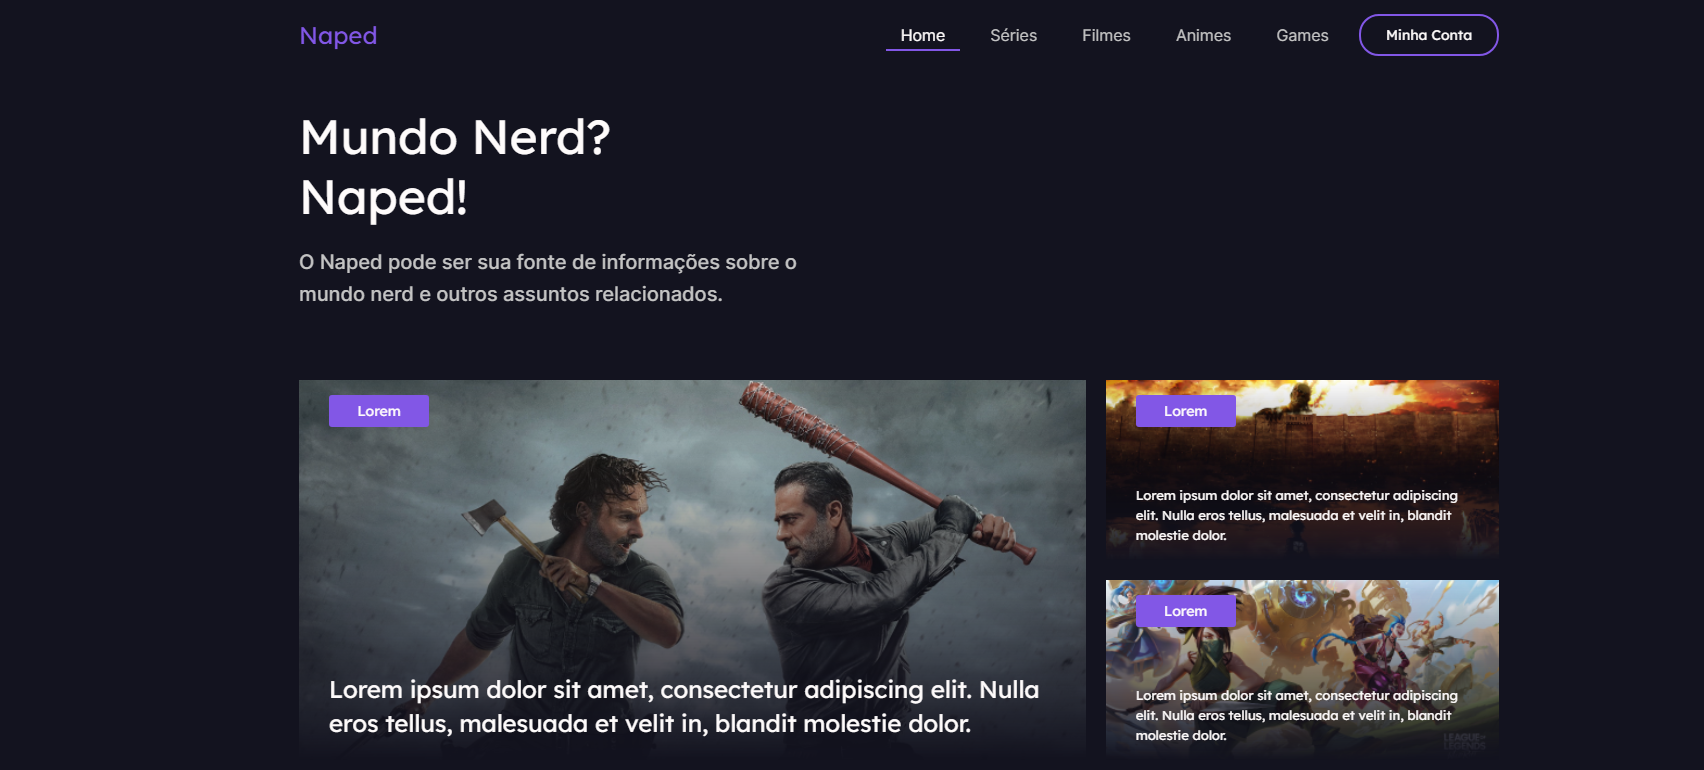 Naped
Home
Séries
Filmes
Animes
Games
Minha Conta
Mundo Nerd?
Naped!
O Naped pode ser sua fonte de informações sobre o
mundo nerd e outros assuntos relacionados.
Lorem
Lorem ipsum dolor sit amet, consectetur adipiscing elit. Nulla
eros tellus, malesuada et velit in, blandit molestie dolor.
Lorem
Lorem ipsum dolor sit amet, consectetur adipiscing
elit. Nulla eros tellus, malesuada et velit in, blandit
molestie dolor.
Lorem
Lorem ipsum dolor sit amet, consectetur adipiscing
elit. Nulla eros tellus, malesuada et velit in, blandit
molestie dolor.
LEAGUE OF
LEGENDS